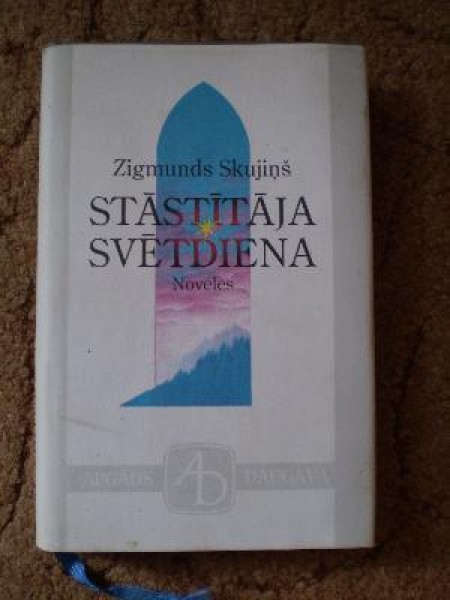 Zigmunds Skujiņš
STĀSTĪTĀJA
SVĒTDIENA
Noveles
APGĀDS AD DAUGAVA